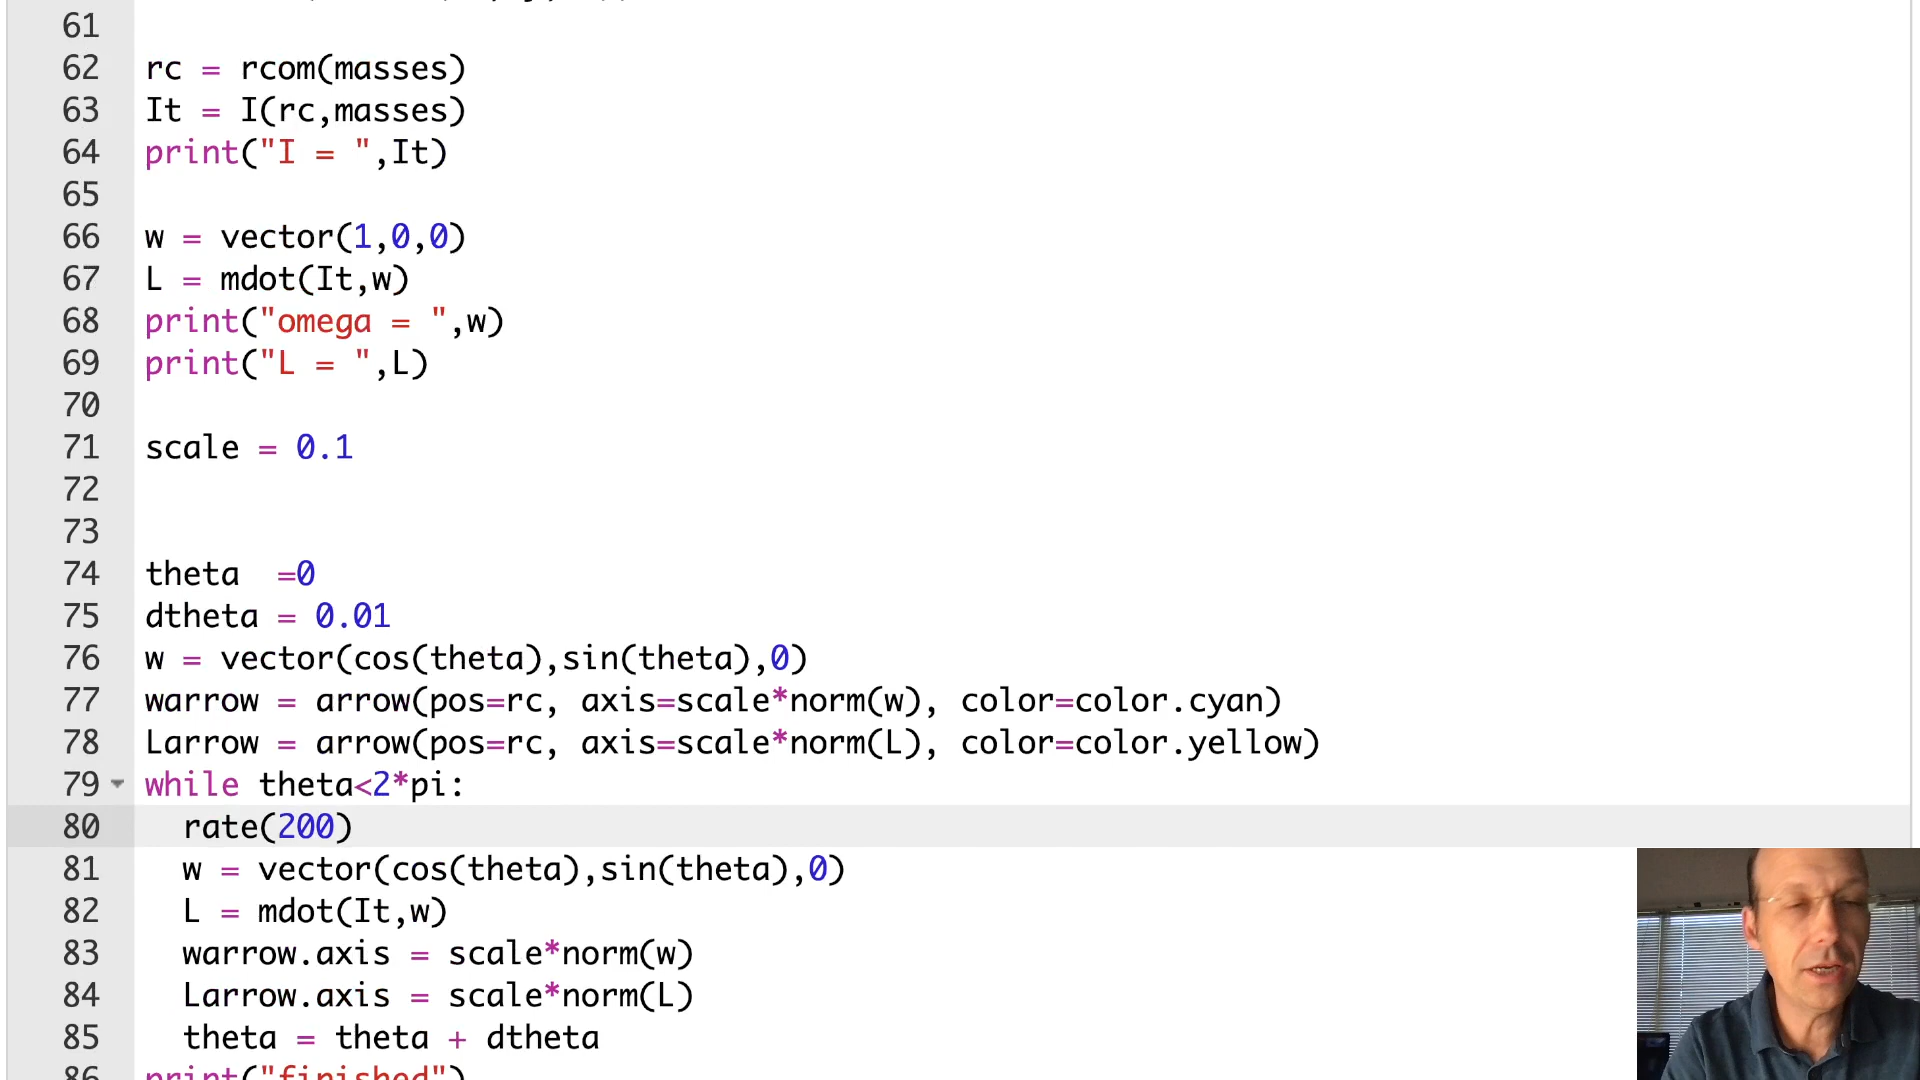 61
62 rc = rcom(masses)
63 It = I(rc,masses)
64 print("I = ",It)
65
66 w = vector(1,0,0)
67 L = mdot(It,w)
68 print("omega = ",w)
69 print("L = ",L)
70
71 scale = 0.1
72
73
74 theta  =0
75 dtheta = 0.01
76 w = vector(cos(theta),sin(theta),0)
77 warrow = arrow(pos=rc, axis=scale*norm(w), color=color.cyan)
78 Larrow = arrow(pos=rc, axis=scale*norm(L), color=color.yellow)
79 while theta<2*pi:
80   rate(200)
81   w = vector(cos(theta),sin(theta),0)
82   L = mdot(It,w)
83   warrow.axis = scale*norm(w)
84   Larrow.axis = scale*norm(L)
85   theta = theta + dtheta
86 print("finished")